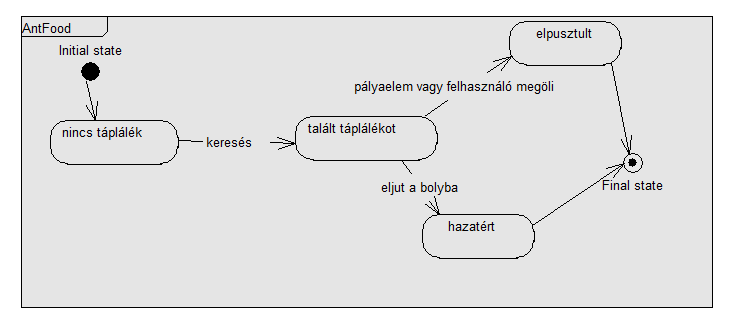 AntFood
Initial state
elpusztult
pályaelem vagy felhasználó megöli
nincs táplálék
talált táplálékot
keresés
eljut a bolyba
Final state
hazatért